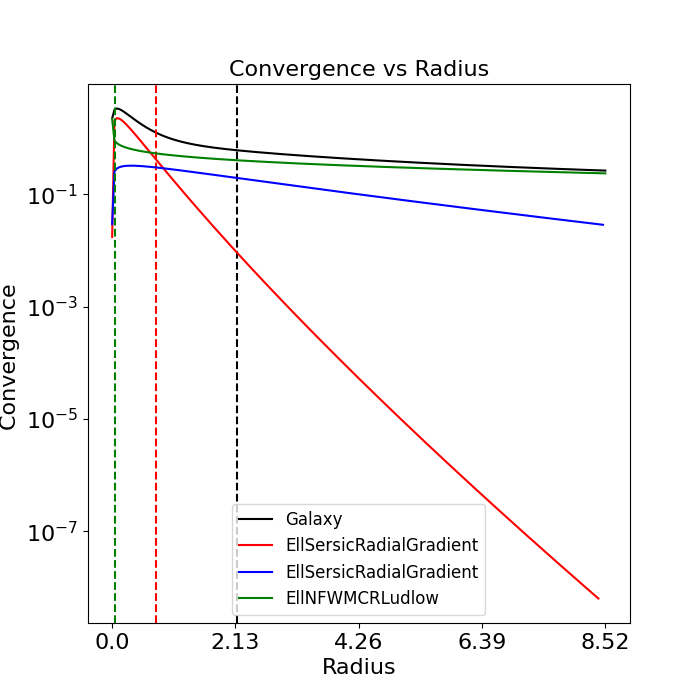 Convergence vs Radius
Convergence
10⁻¹
10⁻³
10⁻⁵
10⁻⁷
Galaxy
EllSersicRadialGradient
EllSersicRadialGradient
EllNFWMCRLudlow
0.0 2.13 4.26 6.39 8.52
Radius